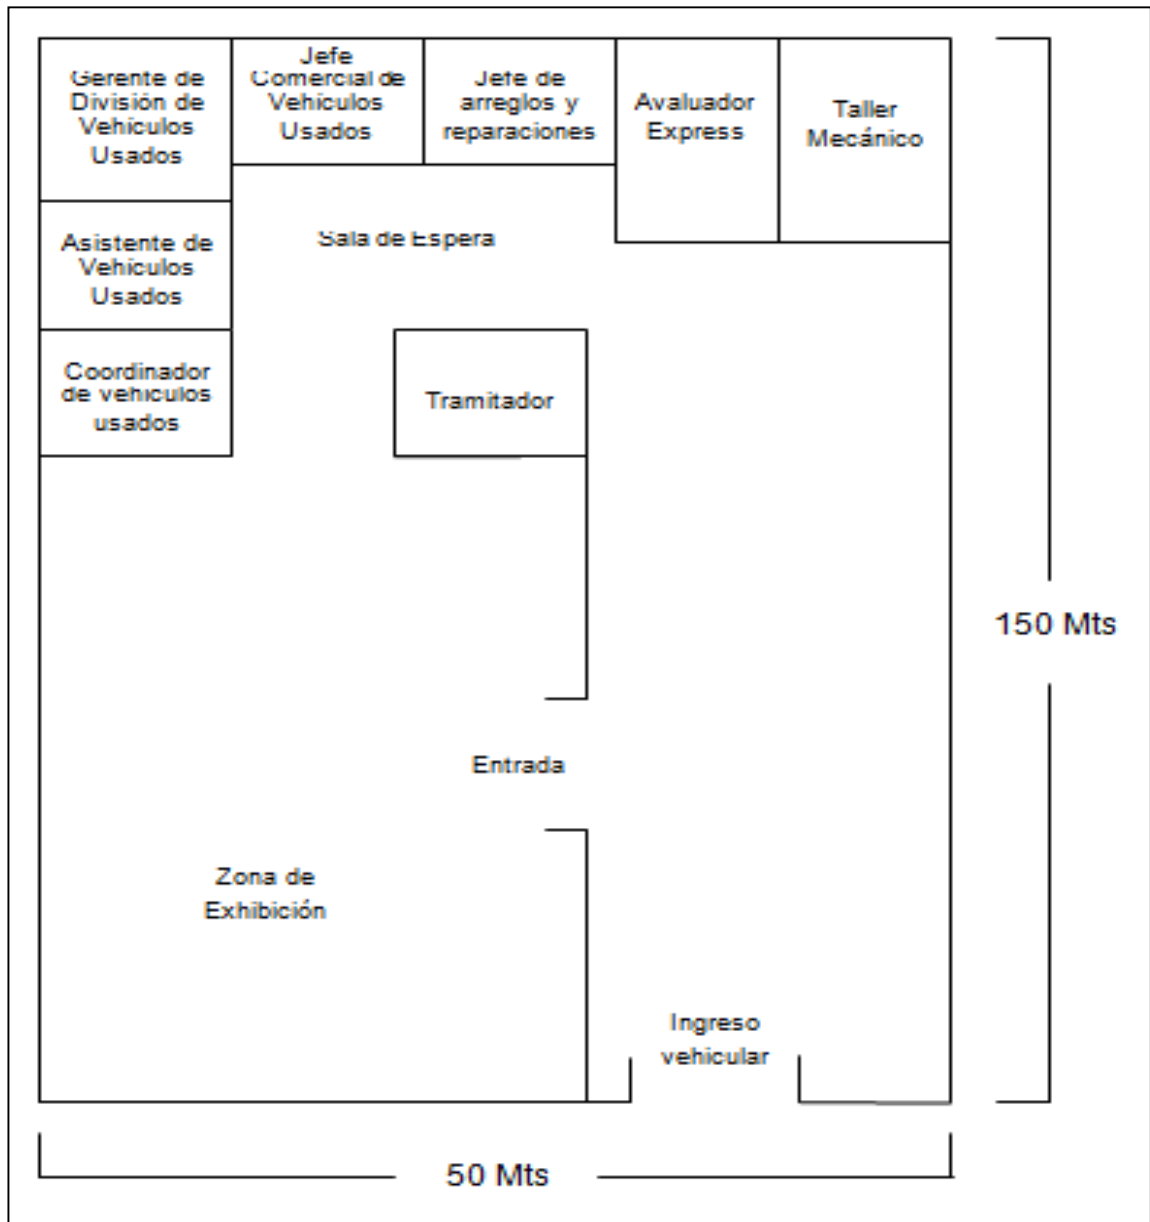 Gerente de
División de
Vehículos
Usados
Jefe
Comercial de
Vehículos
Usados
Jefe de
arreglos y
reparaciones
Avaluador
Express
Taller
Mecánico
Sala de Espera
Asistente de
Vehículos
Usados
Coordinador
de vehículos
usados
Tramitador
150 Mts
Entrada
Zona de
Exhibición
Ingreso
vehicular
50 Mts